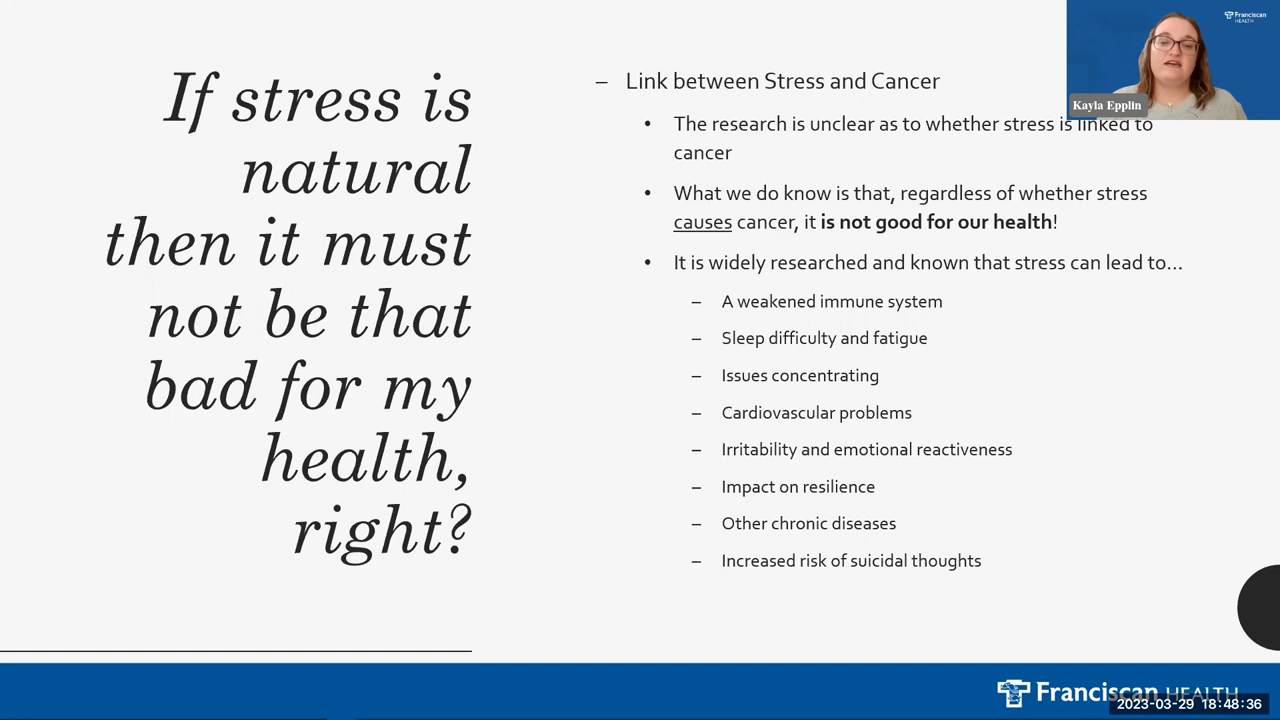 If stress is
natural
then it must
not be that
bad for my
health,
right?
– Link between Stress and Cancer
• The research is unclear as to whether stress is linked to
cancer
• What we do know is that, regardless of whether stress
causes cancer, it is not good for our health!
• It is widely researched and known that stress can lead to...
– A weakened immune system
– Sleep difficulty and fatigue
– Issues concentrating
– Cardiovascular problems
– Irritability and emotional reactiveness
– Impact on resilience
– Other chronic diseases
– Increased risk of suicidal thoughts
Franciscan
HEALTH
Kayla Epplin
Franciscan HEALTH
2023-03-29 18:48:36